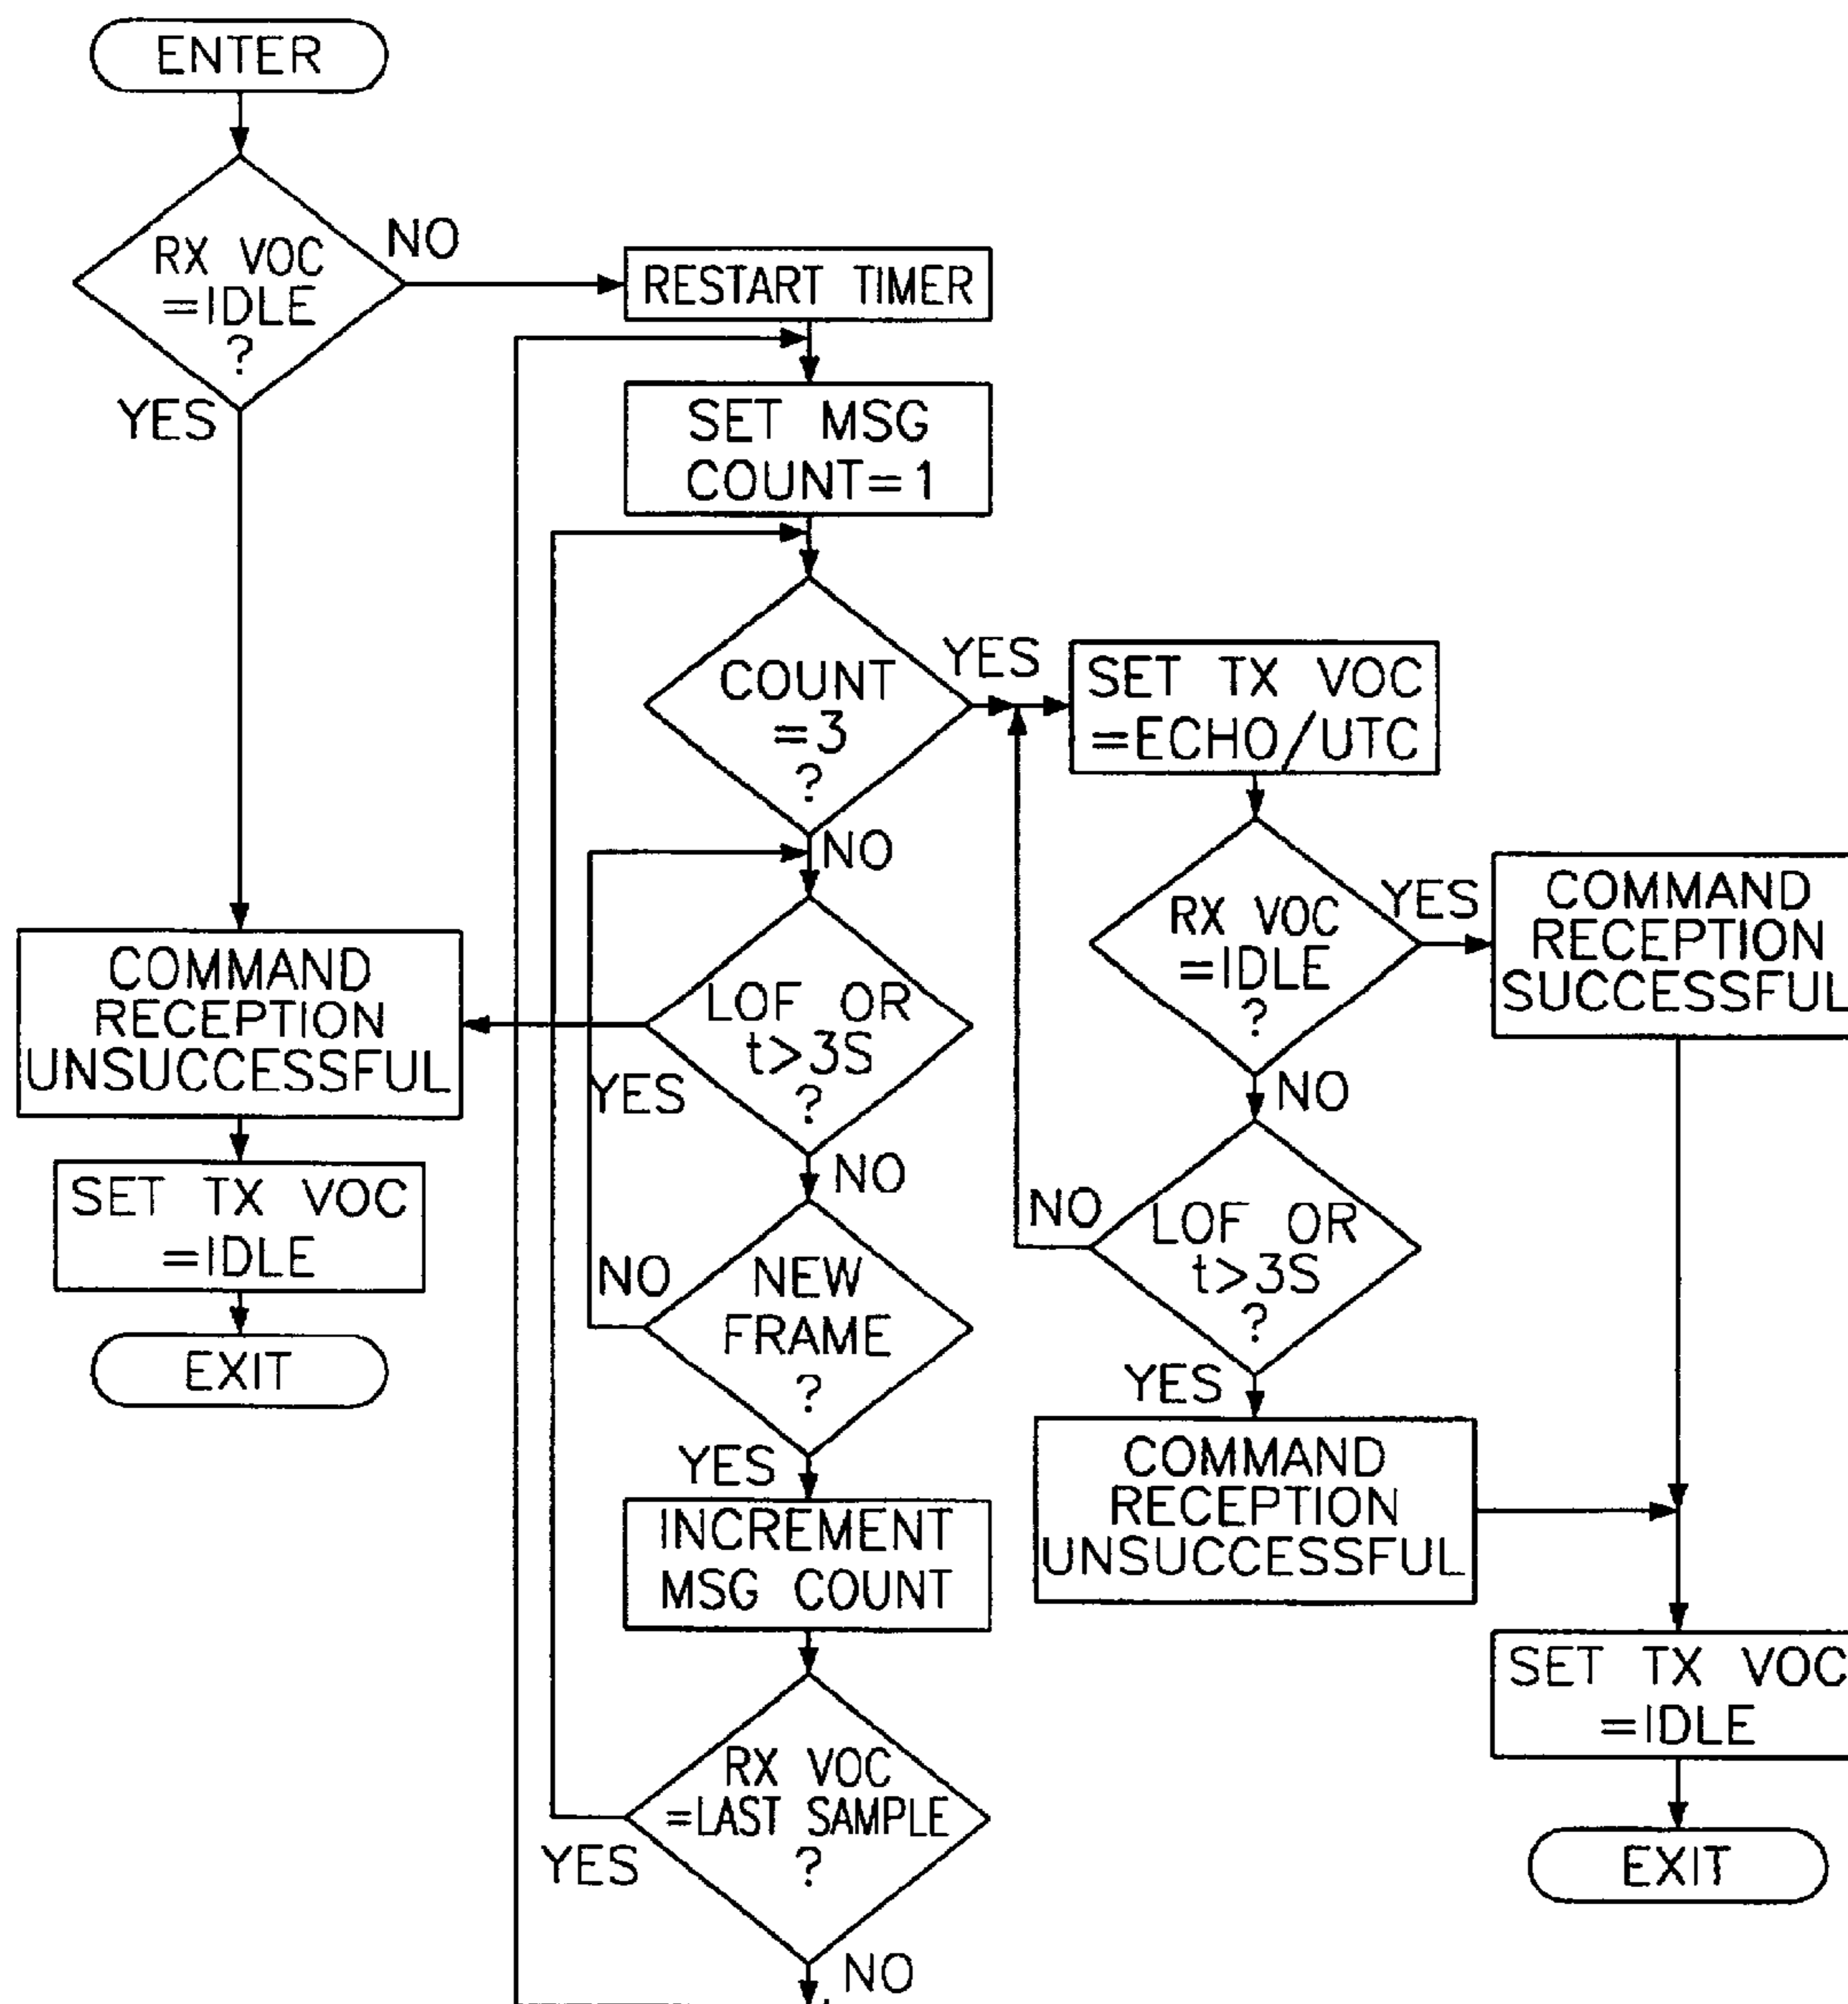 ENTER
RX VOC
=IDLE
?
NO
YES
RESTART TIMER
SET MSG
COUNT=1
COUNT
=3
?
YES
NO
SET TX VOC
=ECHO/UTC
RX VOC
=IDLE
?
YES
NO
COMMAND
RECEPTION
SUCCESSFUL
COMMAND
RECEPTION
UNSUCCESSFUL
LOF OR
t>3S
?
YES
NO
SET TX VOC
=IDLE
EXIT
NEW
FRAME
?
NO
YES
LOF OR
t>3S
?
NO
YES
COMMAND
RECEPTION
UNSUCCESSFUL
INCREMENT
MSG COUNT
RX VOC
=LAST SAMPLE
?
YES
NO
SET TX VOC
=IDLE
EXIT